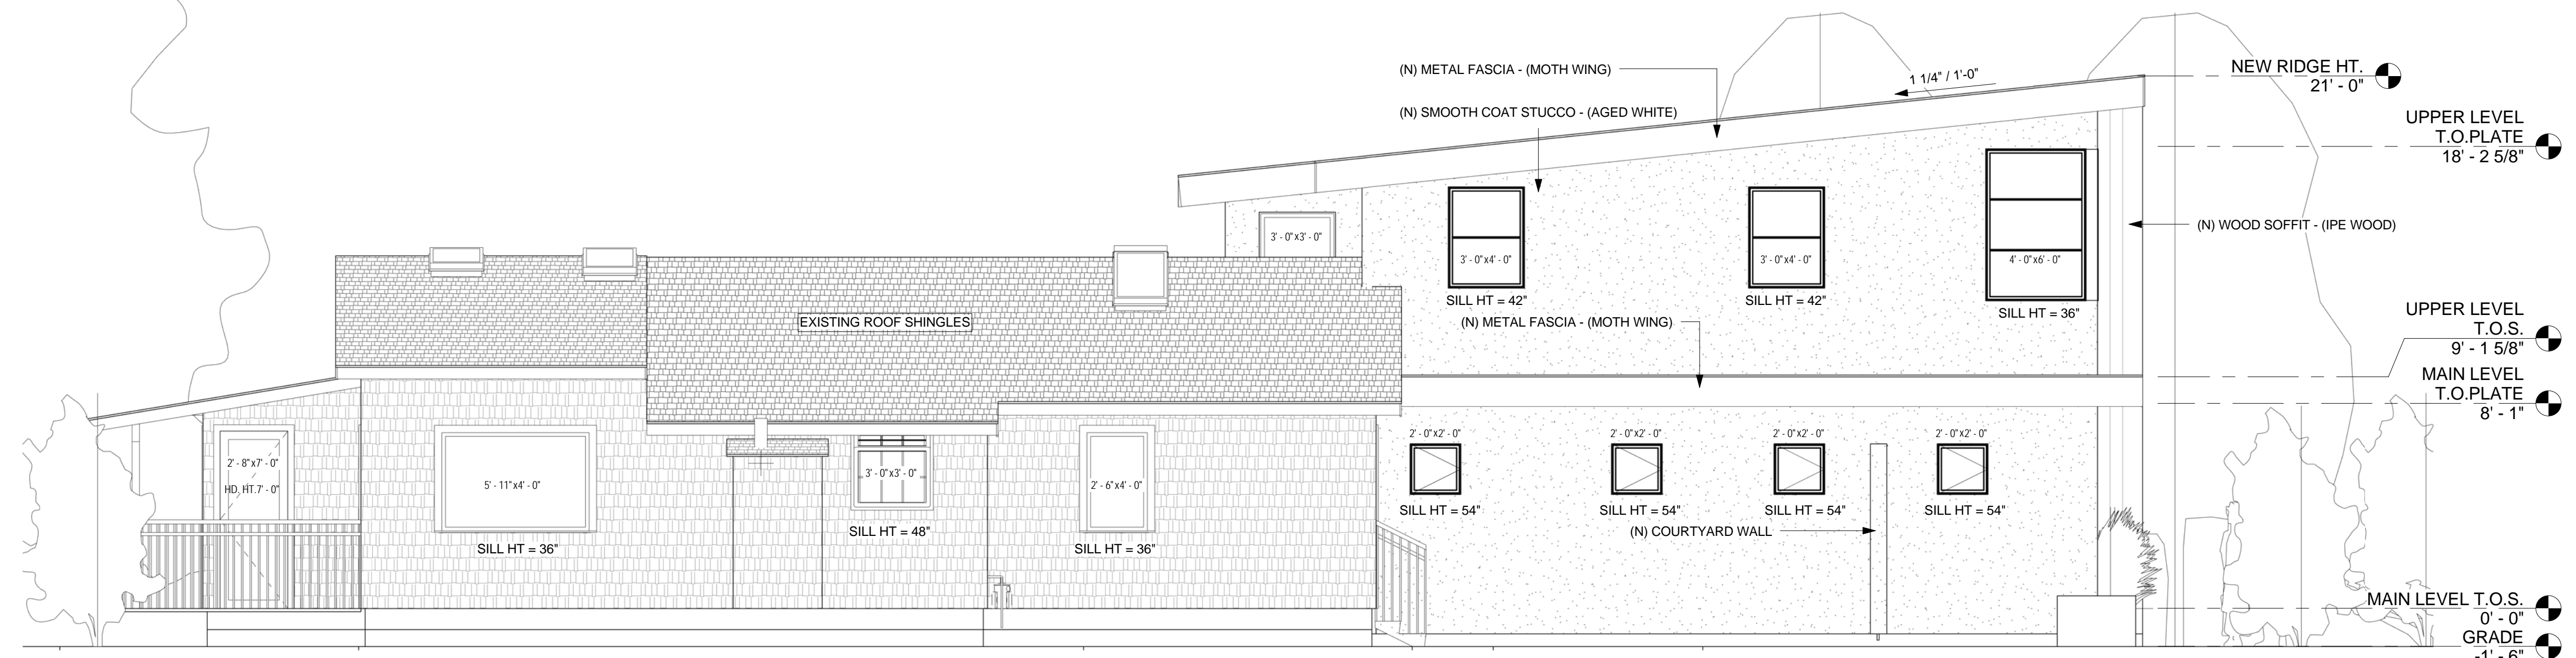 (N) METAL FASCIA - (MOTH WING)
1 1/4" / 1'-0"
NEW RIDGE HT.
21' - 0"
(N) SMOOTH COAT STUCCO - (AGED WHITE)
UPPER LEVEL
T.O.PLATE
18' - 2 5/8"
(N) WOOD SOFFIT - (IPE WOOD)
3' - 0"x3' - 0"
3' - 0"x4' - 0"
3' - 0"x4' - 0"
4' - 0"x6' - 0"
SILL HT = 42"
SILL HT = 42"
SILL HT = 36"
EXISTING ROOF SHINGLES
(N) METAL FASCIA - (MOTH WING)
UPPER LEVEL
T.O.S.
9' - 1 5/8"
MAIN LEVEL
T.O.PLATE
8' - 1"
2' - 0"x2' - 0"
2' - 0"x2' - 0"
2' - 0"x2' - 0"
2' - 0"x2' - 0"
2' - 8"x7' - 0"
HD. HT.7' - 0"
5' - 11"x4' - 0"
3' - 0"x3' - 0"
2' - 6"x4' - 0"
SILL HT = 54"
SILL HT = 54"
SILL HT = 54"
SILL HT = 54"
SILL HT = 36"
SILL HT = 48"
SILL HT = 36"
(N) COURTYARD WALL
MAIN LEVEL T.O.S.
0' - 0"
GRADE
-1' - 6"